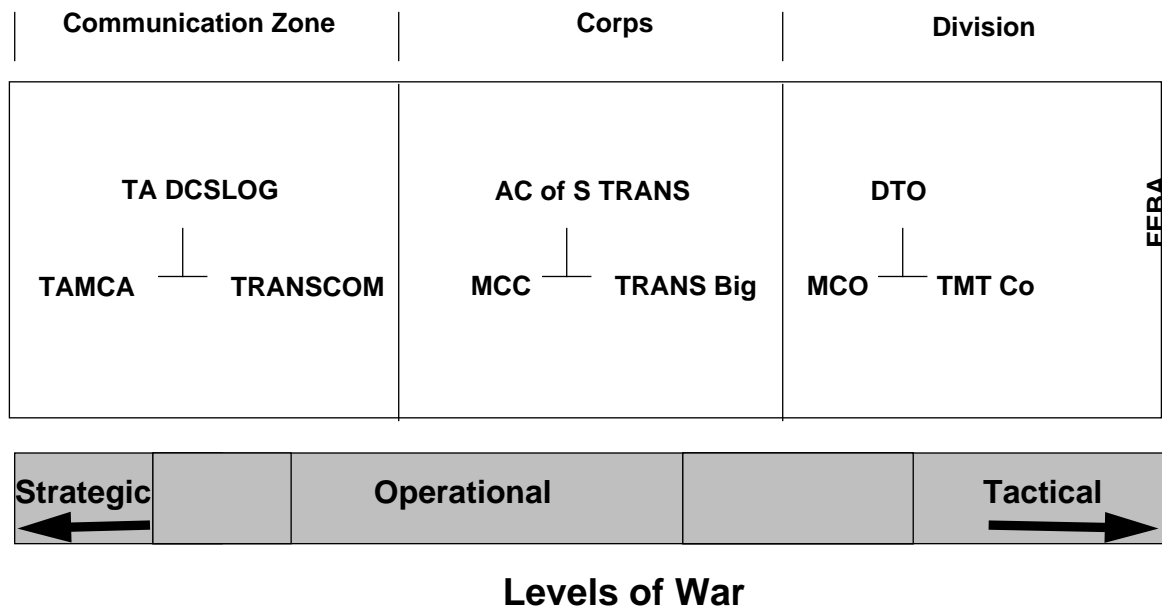 Communication Zone
Corps
Division
TA DCSLOG
AC of S TRANS
DTO
FEBA
TAMCA
TRANSCOM
MCC
TRANS Big
MCO
TMT Co
Strategic
Operational
Tactical
Levels of War